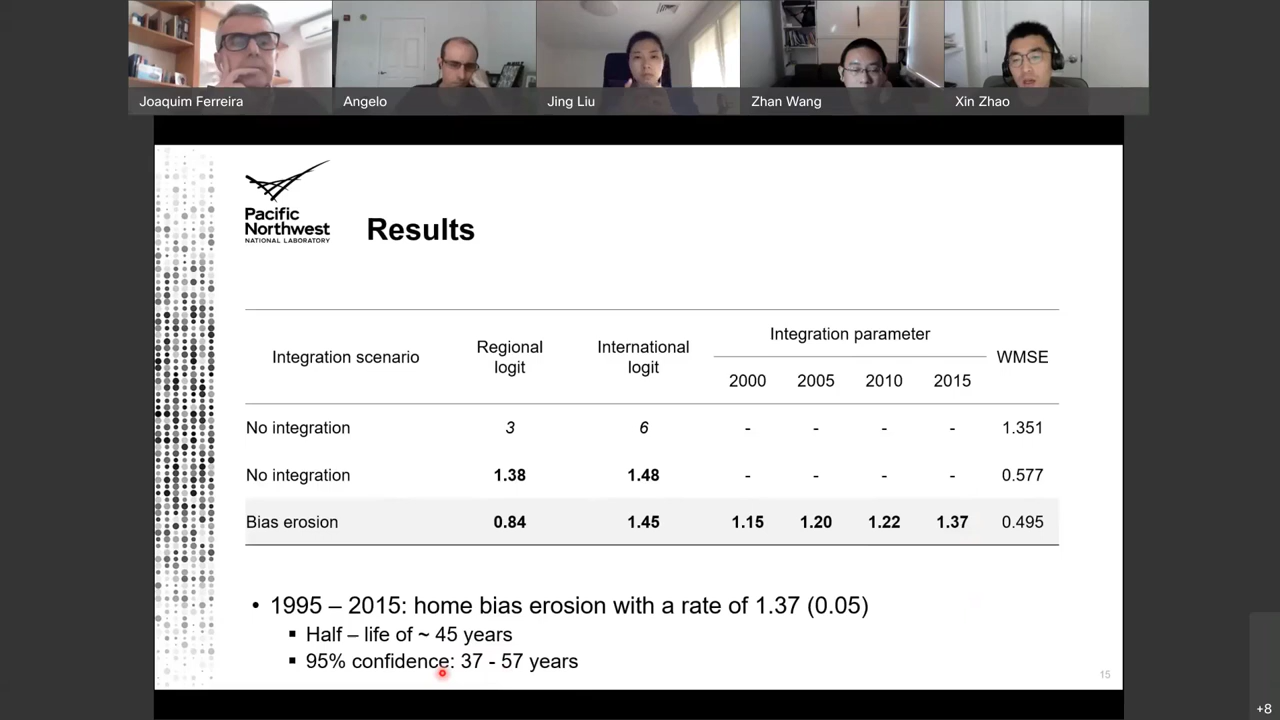 Joaquim Ferreira
Angelo
Jing Liu
Zhan Wang
Xin Zhao
Pacific
Northwest
NATIONAL LABORATORY
Results
Integration scenario
Regional
logit
International
logit
Integration parameter
WMSE
2000 2005 2010 2015
No integration 3 6 - - - - 1.351
No integration 1.38 1.48 - - - - 0.577
Bias erosion 0.84 1.45 1.15 1.20 1.22 1.37 0.495
• 1995 – 2015: home bias erosion with a rate of 1.37 (0.05)
▪ Half – life of ~ 45 years
▪ 95% confidence: 37 - 57 years
15
+8